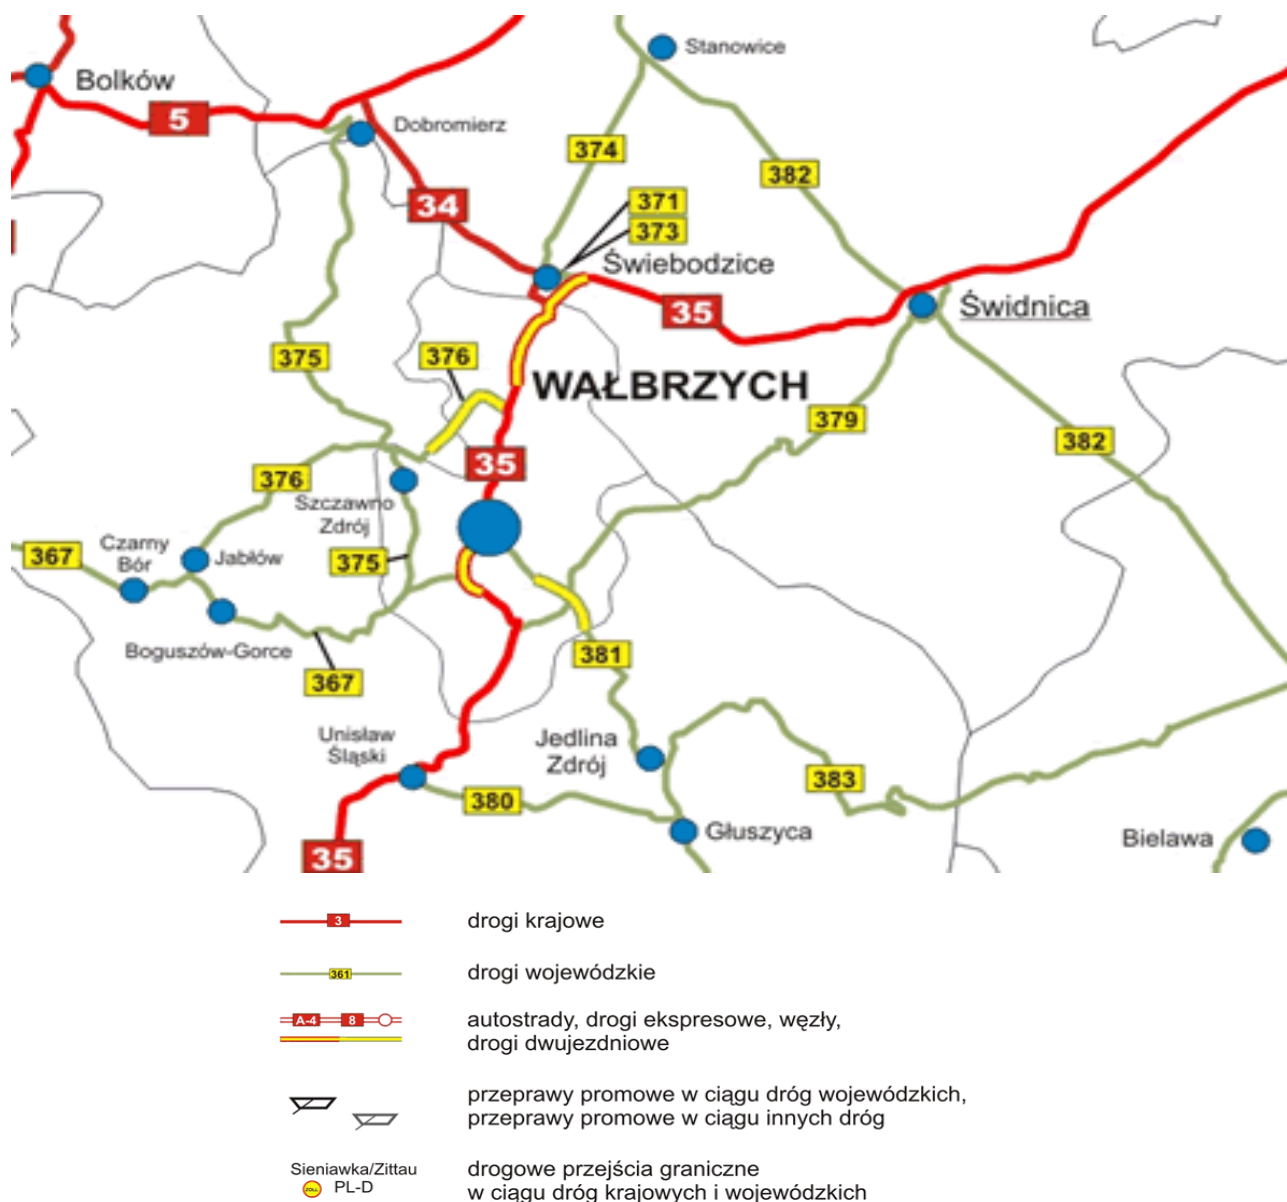 Stanowice
Bolków
5
Dobromierz
374
382
34
371
373
Świebodzice
35
Świdnica
375
376
WAŁBRZYCH
379
382
35
376
Szczawno
Zdrój
Czarny
Bór
367
Jabłów
375
Boguszów-Gorce
381
367
Unisław
Śląski
Jedlina
Zdrój
383
380
Głuszyca
Bielawa
35
3
drogi krajowe
361
drogi wojewódzkie
A-4
8
autostrady, drogi ekspresowe, węzły,
drogi dwujezdniowe
przeprawy promowe w ciągu dróg wojewódzkich,
przeprawy promowe w ciągu innych dróg
Sieniawka/Zittau
PL-D
drogowe przejścia graniczne
w ciągu dróg krajowych i wojewódzkich